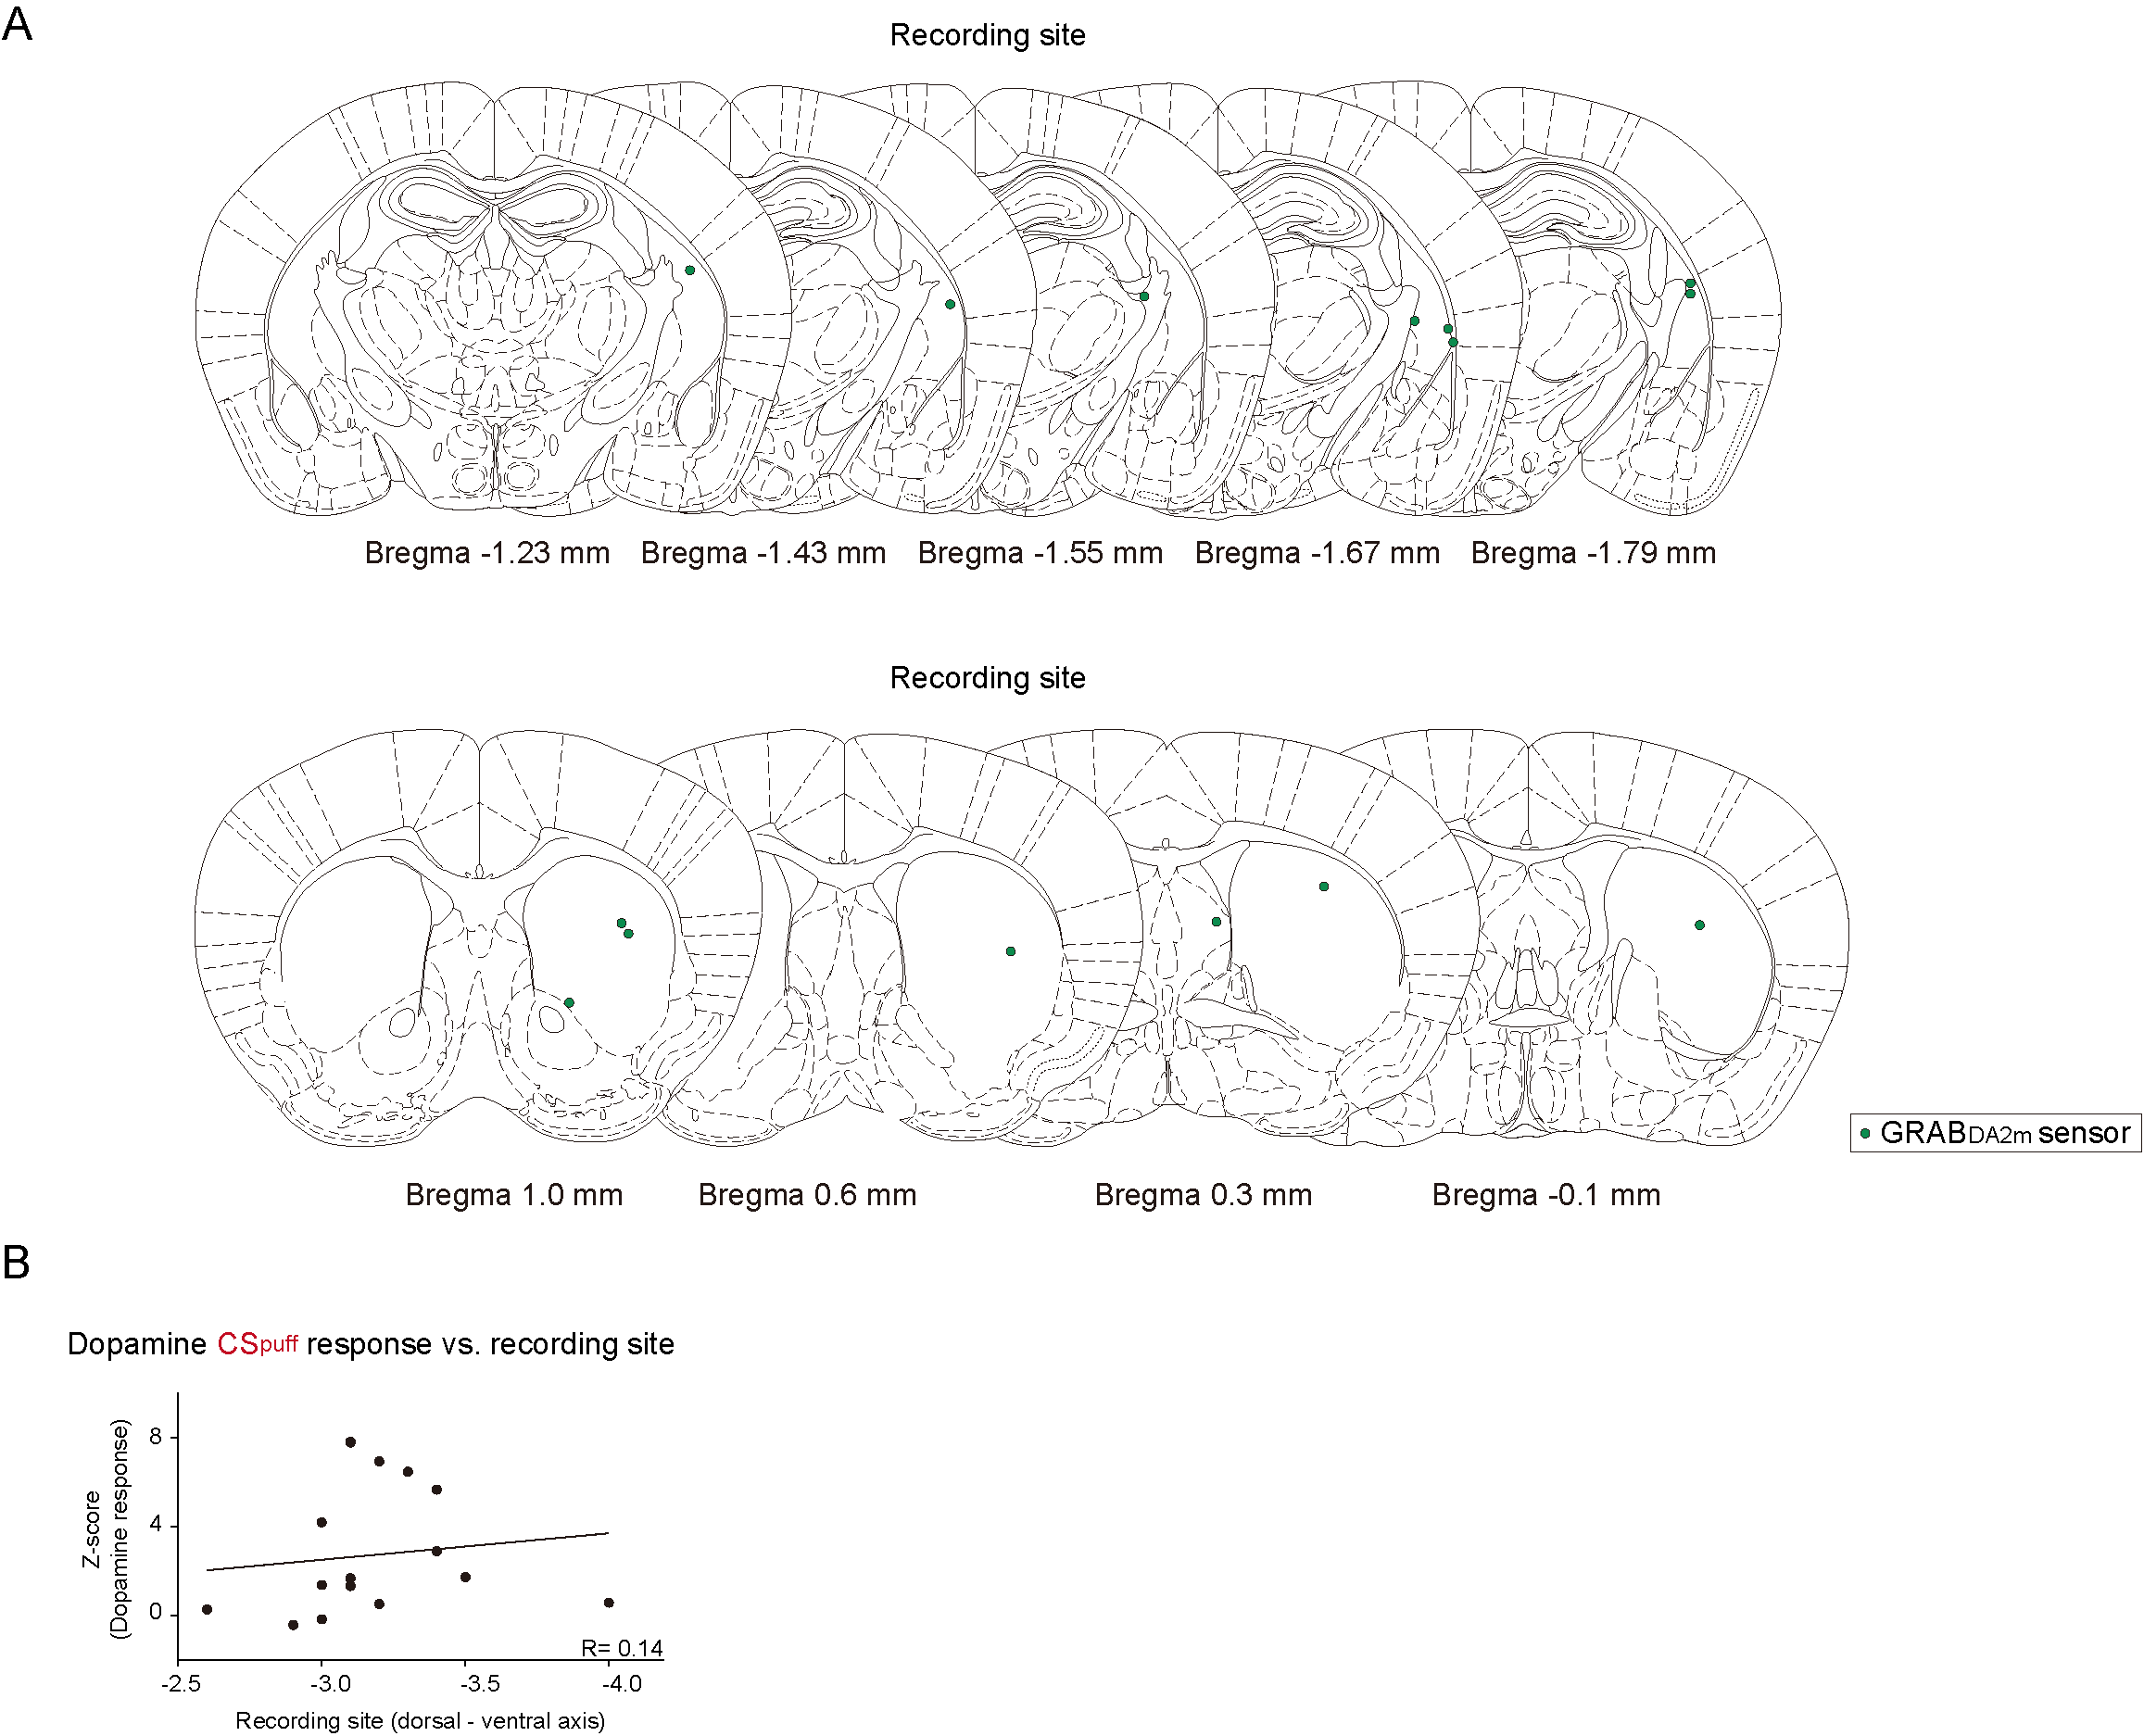 A
Recording site
Bregma -1.23 mm Bregma -1.43 mm Bregma -1.55 mm Bregma -1.67 mm Bregma -1.79 mm
Recording site
GRABDA2m sensor
Bregma 1.0 mm Bregma 0.6 mm Bregma 0.3 mm Bregma -0.1 mm
B
Dopamine CSpuff response vs. recording site
Z-score
(Dopamine response)
8
4
0
R= 0.14
-2.5 -3.0 -3.5 -4.0
Recording site (dorsal - ventral axis)